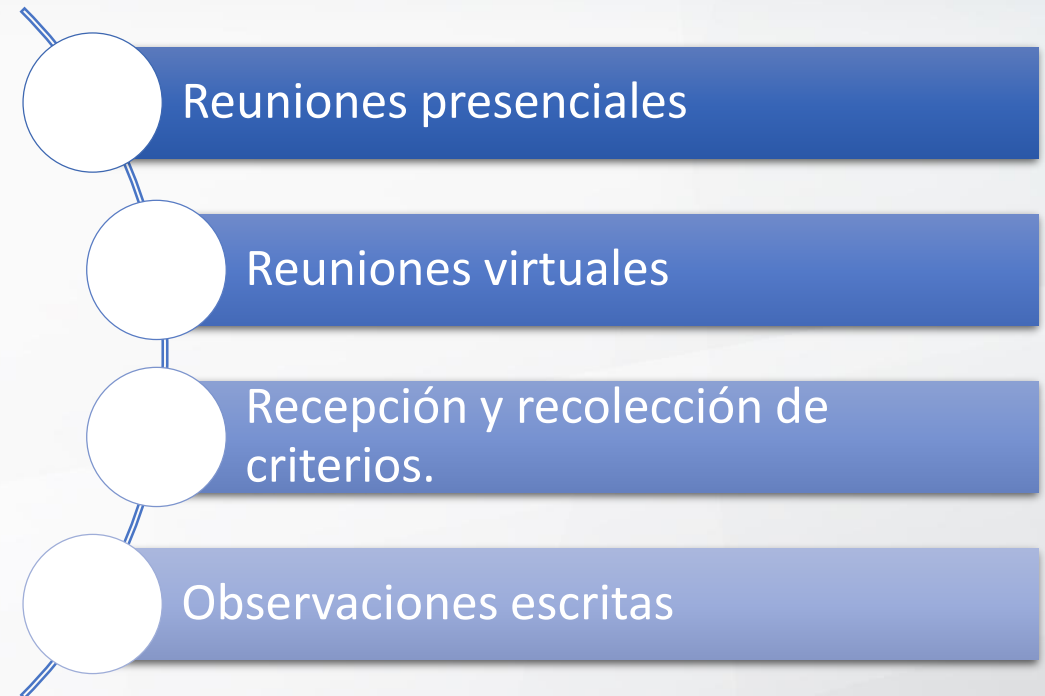 Reuniones presenciales
Reuniones virtuales
Recepción y recolección de
criterios.
Observaciones escritas